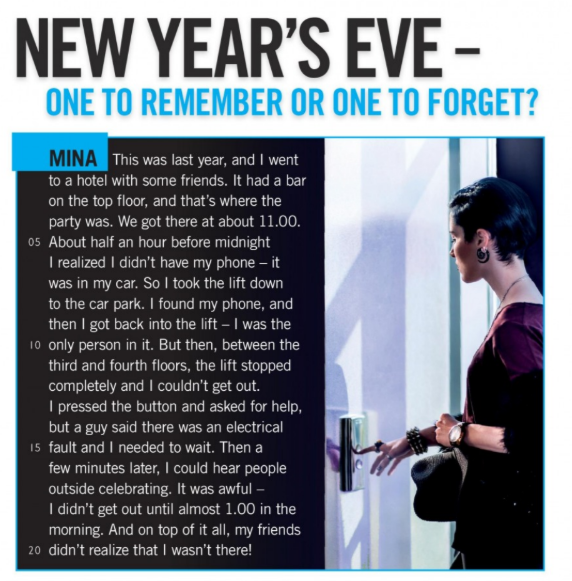 NEW YEAR'S EVE –
ONE TO REMEMBER OR ONE TO FORGET?
MINA This was last year, and I went
to a hotel with some friends. It had a bar
on the top floor, and that's where the
party was. We got there at about 11.00.
05 About half an hour before midnight
I realized I didn't have my phone – it
was in my car. So I took the lift down
to the car park. I found my phone, and
then I got back into the lift – I was the
10 only person in it. But then, between the
third and fourth floors, the lift stopped
completely and I couldn't get out.
I pressed the button and asked for help,
but a guy said there was an electrical
15 fault and I needed to wait. Then a
few minutes later, I could hear people
outside celebrating. It was awful –
I didn't get out until almost 1.00 in the
morning. And on top of it all, my friends
20 didn't realize that I wasn't there!